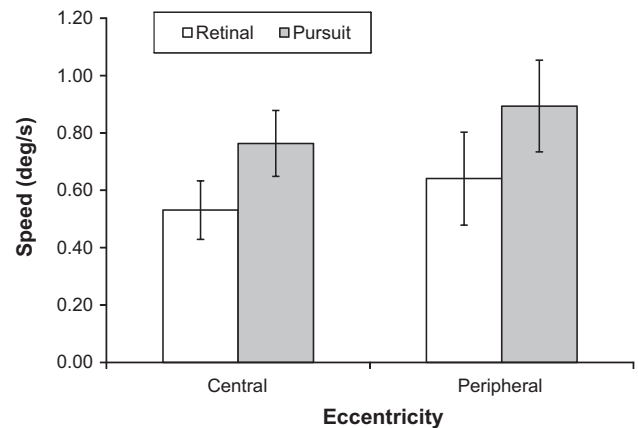 1.20
Retinal Pursuit
1.00
0.80
0.60
0.40
0.20
0.00
Speed (deg/s)
Central Peripheral
Eccentricity